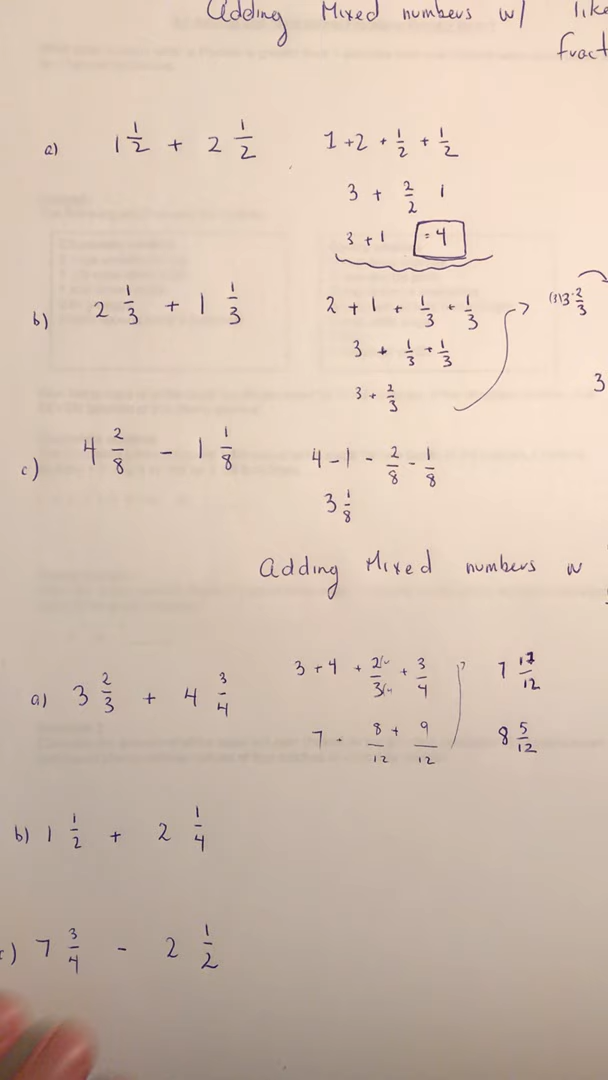 Adding Mixed numbers w/ like
fract
a) 1 1/2 + 2 1/2
1 + 2 + 1/2 + 1/2
3 + 2/2 1
3 + 1 = 4
b) 2 1/3 + 1 1/3
2 + 1 + 1/3 + 1/3
3 + 1/3 + 1/3
3 + 2/3
(3)3 2/3
3
c) 4 2/8 - 1 1/8
4 - 1 - 2/8 - 1/8
3 1/8
Adding Mixed numbers w
a) 3 2/3 + 4 3/4
3 + 4 + 2/3 + 3/4
7 8/12 + 9/12
7 17/12
8 5/12
b) 1 1/2 + 2 1/4
c) 7 3/4 - 2 1/2